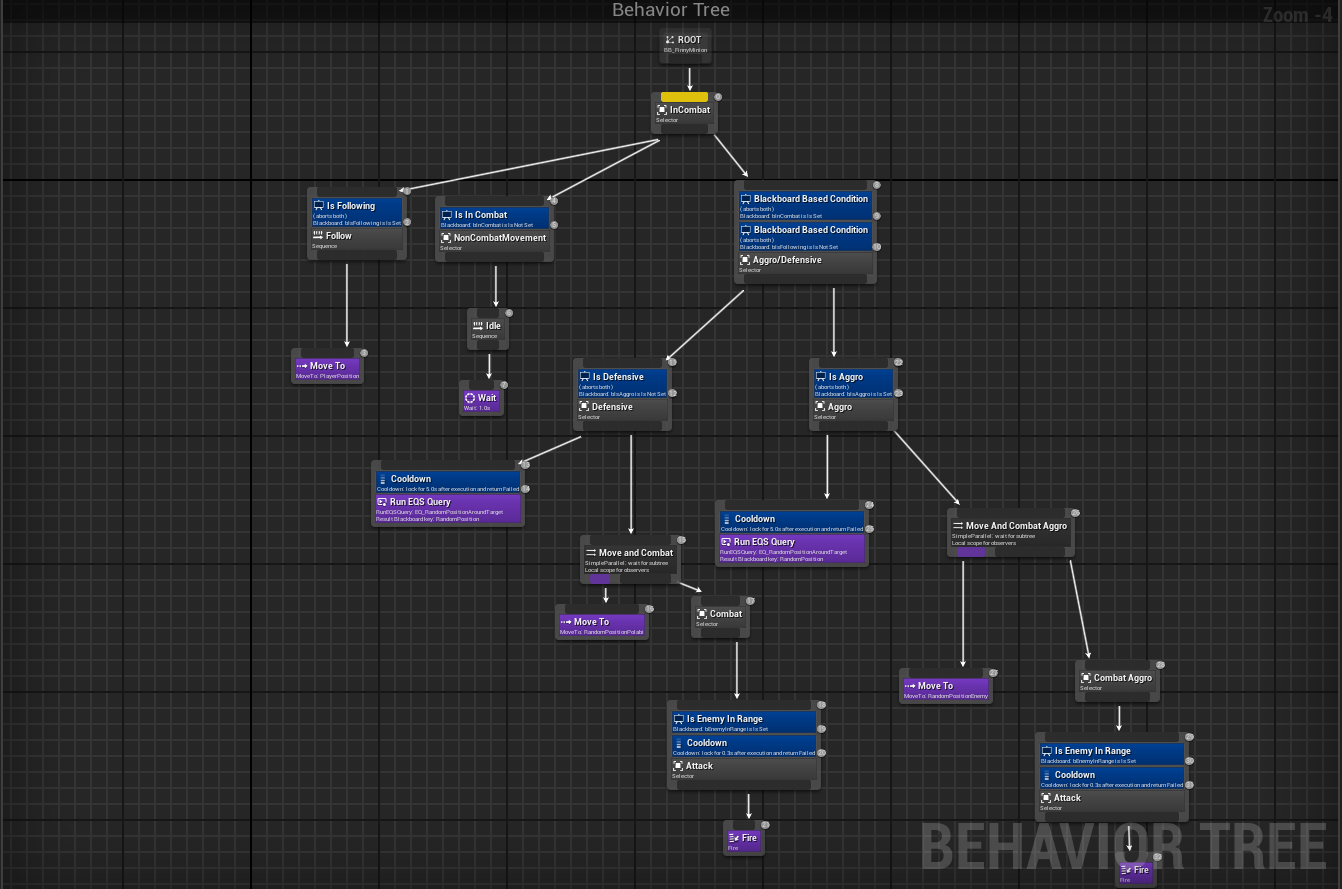 Behavior Tree
Zoom -4
ROOT
BB_FinnyMinion
InCombat
Selector
Is Following
(aborts both)
Blackboard: bIsFollowing is Is Set
Follow
Sequence
Is In Combat
Blackboard: bInCombat is Is Not Set
NonCombatMovement
Selector
Blackboard Based Condition
(aborts both)
Blackboard: bInCombat is Is Set
Blackboard Based Condition
(aborts both)
Blackboard: bIsFollowing is Is Not Set
Aggro/Defensive
Selector
Idle
Sequence
Move To
MoveTo: PlayerPosition
Wait
Wait: 1.0s
Is Defensive
(aborts both)
Blackboard: bIsAggro is Is Not Set
Defensive
Selector
Is Aggro
(aborts both)
Blackboard: bIsAggro is Is Set
Aggro
Selector
Cooldown
Cooldown: lock for 5.0s after execution and return Failed
Run EQS Query
RunEQSQuery: EQ_RandomPositionAroundTarget
Result Blackboard key: RandomPosition
Cooldown
Cooldown: lock for 5.0s after execution and return Failed
Run EQS Query
RunEQSQuery: EQ_RandomPositionAroundTarget
Result Blackboard key: RandomPosition
Move And Combat Aggro
SimpleParallel: wait for subtree
Local scope for observers
Move and Combat
SimpleParallel: wait for subtree
Local scope for observers
Move To
Combat
Selector
Move To
MoveTo: RandomPositionEnemy
Combat Aggro
Selector
Is Enemy In Range
Blackboard: bEnemyInRange is Is Set
Cooldown
Cooldown: lock for 0.3s after execution and return Failed
Attack
Selector
Is Enemy In Range
Blackboard: bEnemyInRange is Is Set
Cooldown
Cooldown: lock for 0.3s after execution and return Failed
Attack
Selector
Fire
Fire
Fire
Fire
BEHAVIOR TREE